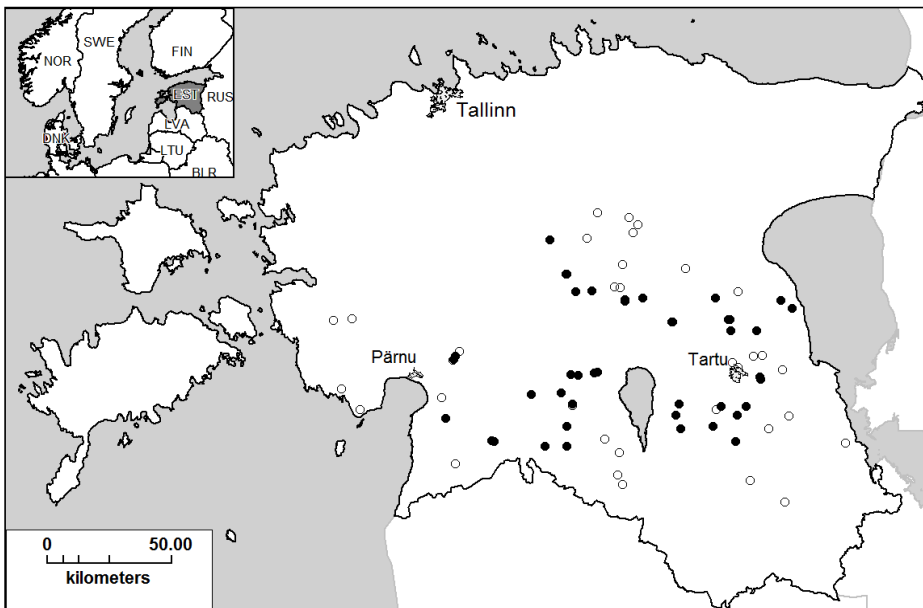 SWE
FIN
NOR
EST
RUS
LVA
DNK
LTU
BLR
Tallinn
Pärnu
Tartu
0 50.00
kilometers